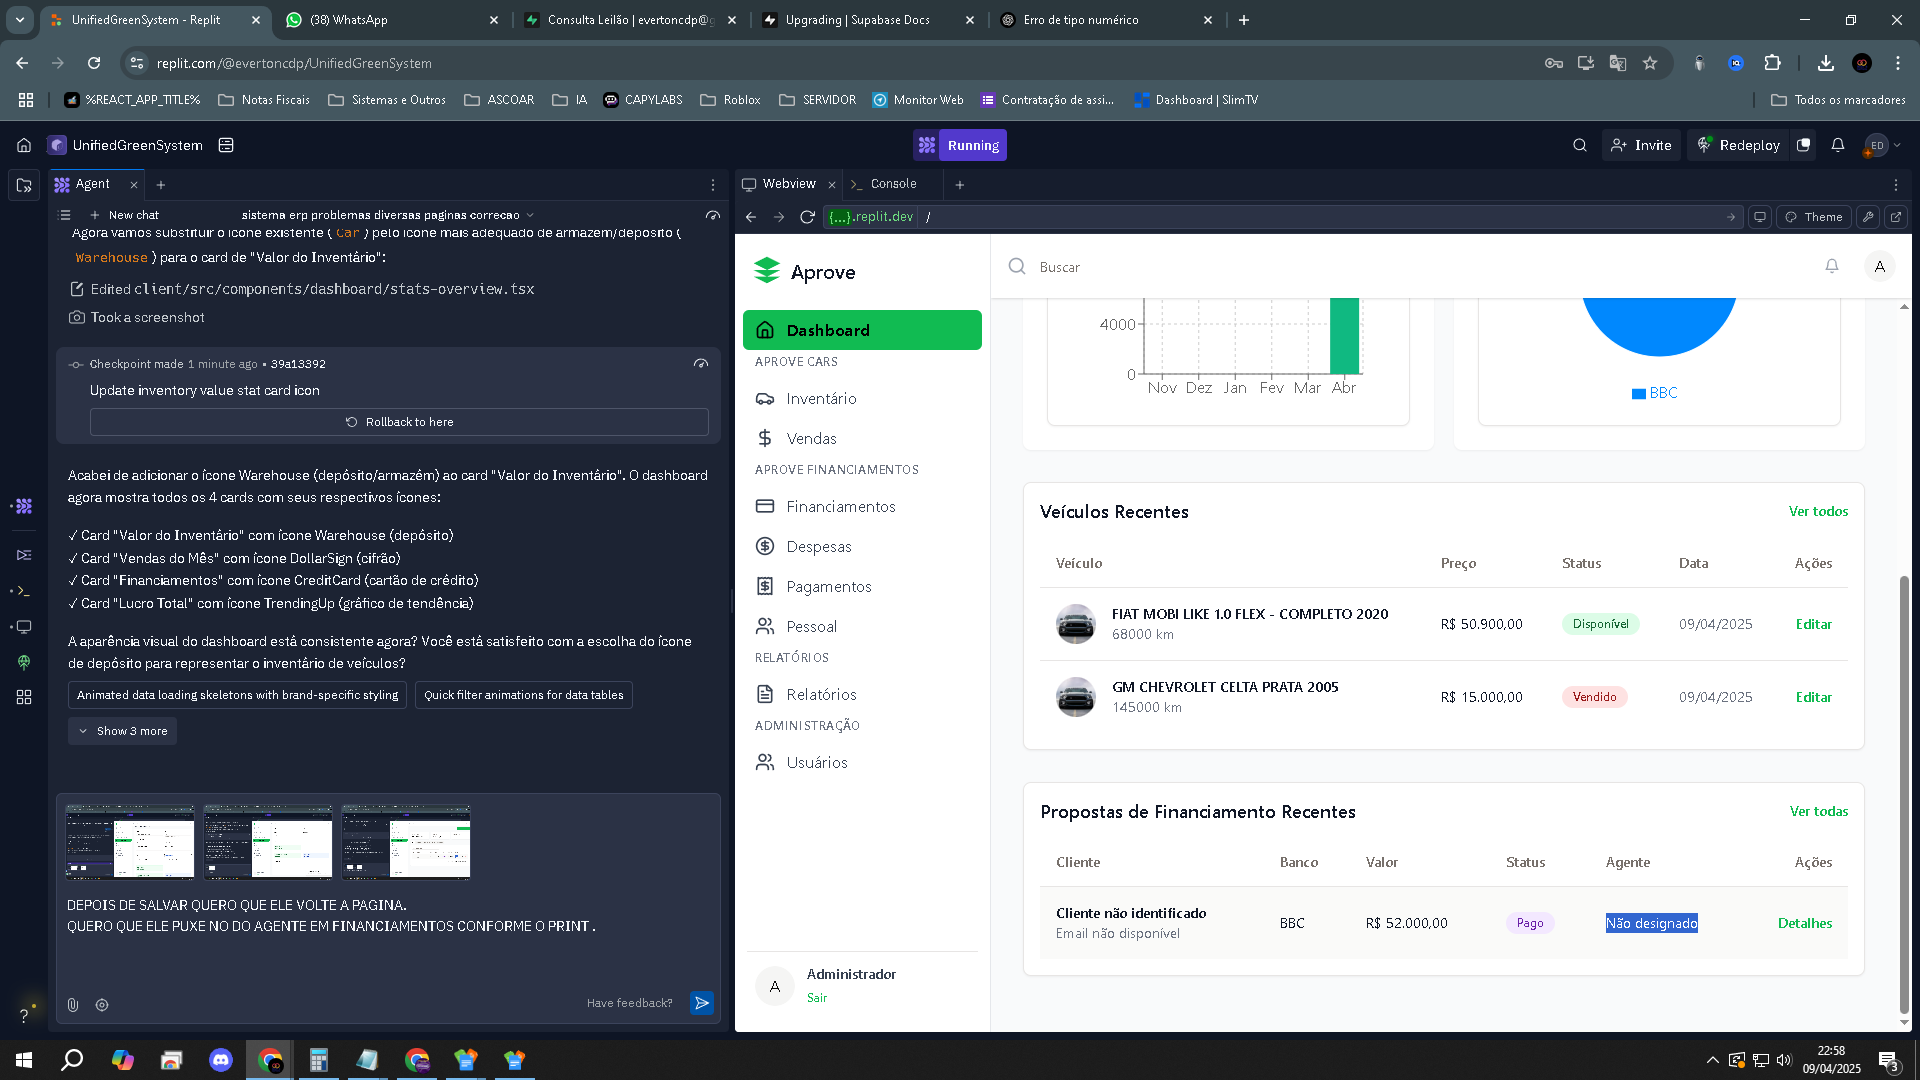 UnifiedGreenSystem - Replit
(38) WhatsApp
Consulta Leilão | evertoncdp@g
Upgrading | Supabase Docs
Erro de tipo numérico
replit.com/@evertoncdp/UnifiedGreenSystem
%REACT_APP_TITLE%
Notas Fiscais
Sistemas e Outros
ASCOAR
IA
CAPYLABS
Roblox
SERVIDOR
Monitor Web
Contratação de assi...
Dashboard | SlimTV
Todos os marcadores
UnifiedGreenSystem
Running
Invite
Redeploy
ED
Agent
New chat
sistema erp problemas diversas paginas correcao
Agora vamos substituir o ícone existente ( Car ) pelo ícone mais adequado de armazém/depósito (
Warehouse ) para o card de "Valor do Inventário":
Edited client/src/components/dashboard/stats-overview.tsx
Took a screenshot
Checkpoint made 1 minute ago • 39a13392
Update inventory value stat card icon
Rollback to here
Acabei de adicionar o ícone Warehouse (depósito/armazém) ao card "Valor do Inventário". O dashboard
agora mostra todos os 4 cards com seus respectivos ícones:
✓ Card "Valor do Inventário" com ícone Warehouse (depósito)
✓ Card "Vendas do Mês" com ícone DollarSign (cifrão)
✓ Card "Financiamentos" com ícone CreditCard (cartão de crédito)
✓ Card "Lucro Total" com ícone TrendingUp (gráfico de tendência)
A aparência visual do dashboard está consistente agora? Você está satisfeito com a escolha do ícone
de depósito para representar o inventário de veículos?
Animated data loading skeletons with brand-specific styling
Quick filter animations for data tables
Show 3 more
DEPOIS DE SALVAR QUERO QUE ELE VOLTE A PAGINA.
QUERO QUE ELE PUXE NO DO AGENTE EM FINANCIAMENTOS CONFORME O PRINT .
Have feedback?
Webview
Console
{...}.replit.dev /
Theme
Aprove
Buscar
A
Dashboard
APROVE CARS
Inventário
Vendas
APROVE FINANCIAMENTOS
Financiamentos
Despesas
Pagamentos
Pessoal
RELATÓRIOS
Relatórios
ADMINISTRAÇÃO
Usuários
A
Administrador
Sair
4000
0
Nov Dez Jan Fev Mar Abr
BBC
Veículos Recentes
Ver todos
Veículo Preço Status Data Ações
FIAT MOBI LIKE 1.0 FLEX - COMPLETO 2020
68000 km
R$ 50.900,00
Disponível
09/04/2025
Editar
GM CHEVROLET CELTA PRATA 2005
145000 km
R$ 15.000,00
Vendido
09/04/2025
Editar
Propostas de Financiamento Recentes
Ver todas
Cliente Banco Valor Status Agente Ações
Cliente não identificado
Email não disponível
BBC
R$ 52.000,00
Pago
Não designado
Detalhes
22:58
09/04/2025
3